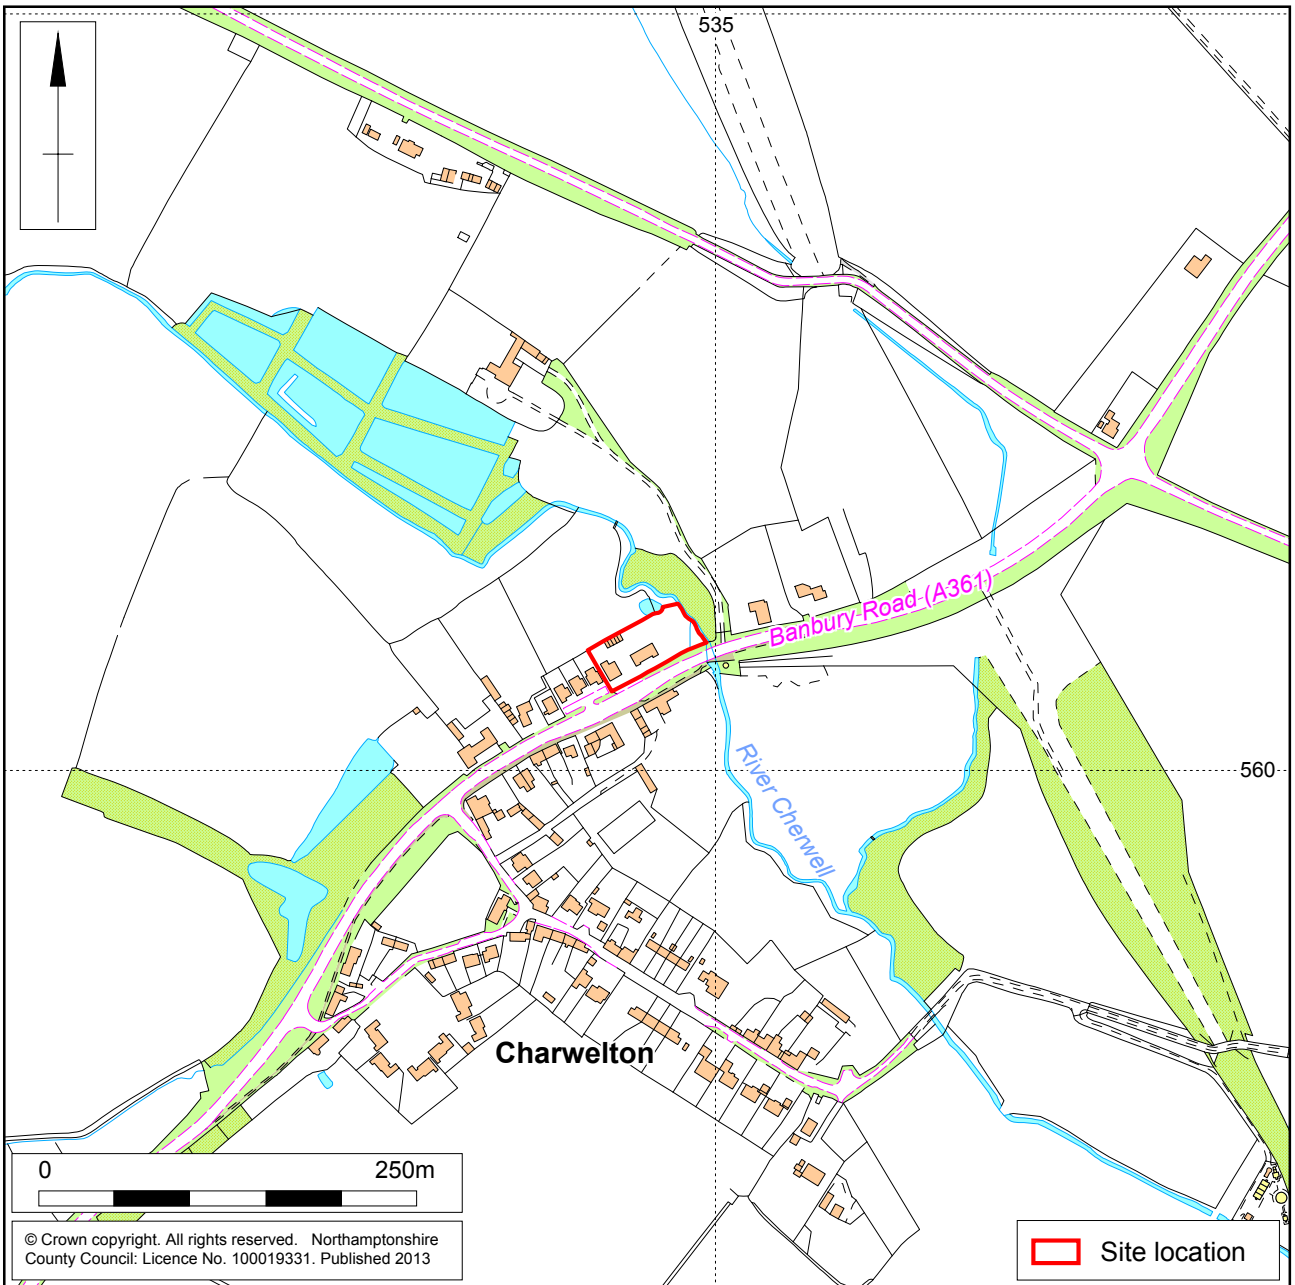 535
Banbury Road (A361)
560
River Cherwell
Charwelton
0 250m
© Crown copyright. All rights reserved. Northamptonshire
County Council: Licence No. 100019331. Published 2013
Site location